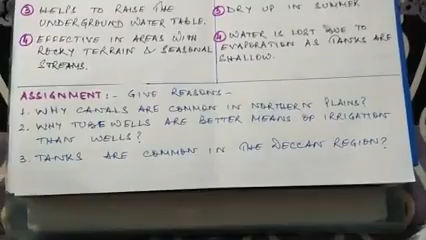 ③ HELPS TO RAISE THE
UNDERGROUND WATER TABLE.
④ EFFECTIVE IN AREAS WITH
ROCKY TERRAIN & SEASONAL
STREAMS.
③ DRY UP IN SUMMER
④ WATER IS LOST DUE TO
EVAPORATION AS TANKS ARE
SHALLOW.
ASSIGNMENT :- GIVE REASONS -
1. WHY CANALS ARE COMMON IN NORTHERN PLAINS?
2. WHY TUBE WELLS ARE BETTER MEANS OF IRRIGATION
THAN WELLS?
3. TANKS ARE COMMON IN THE DECCAN REGION?